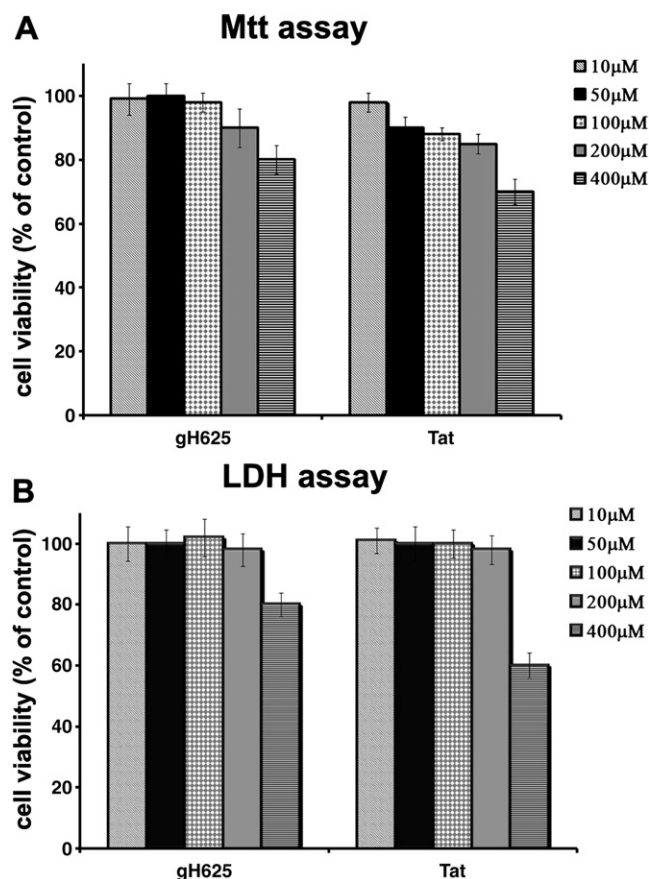 A
Mtt assay
cell viability (% of control)
100
80
60
40
20
0
gH625
Tat
10µM
50µM
100µM
200µM
400µM
B
LDH assay
cell viability (% of control)
100
80
60
40
20
0
gH625
Tat
10µM
50µM
100µM
200µM
400µM